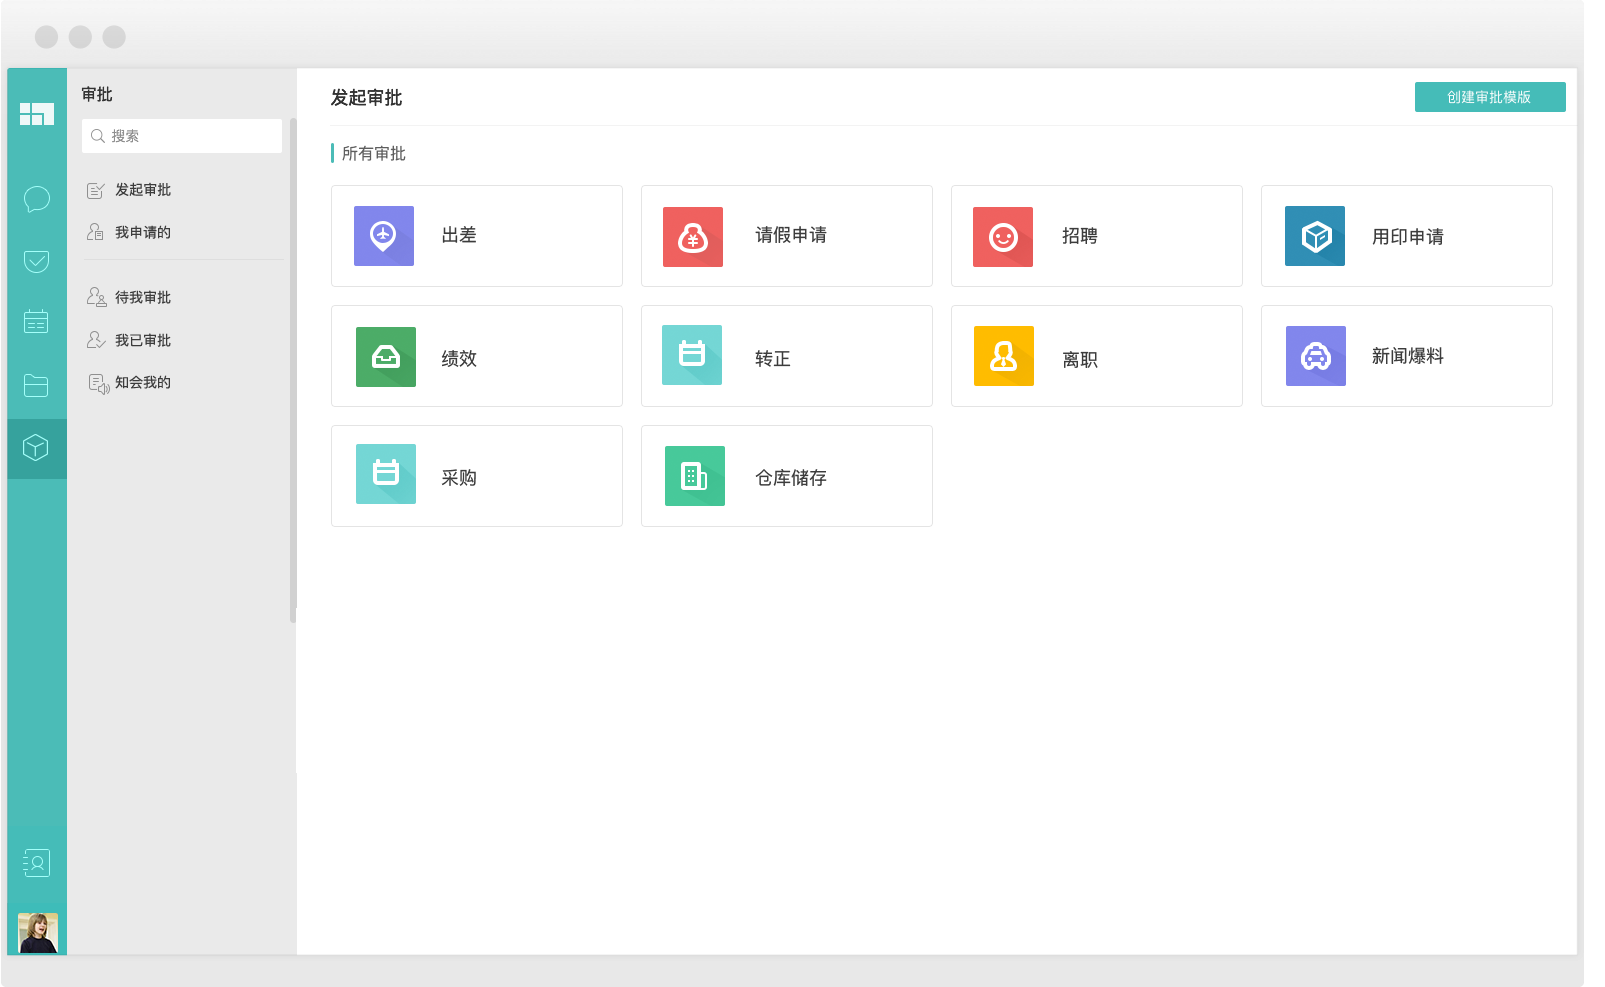 审批
搜索
发起审批
我申请的
待我审批
我已审批
知会我的
发起审批
创建审批模版
所有审批
出差
请假申请
招聘
用印申请
绩效
转正
离职
新闻爆料
采购
仓库储存